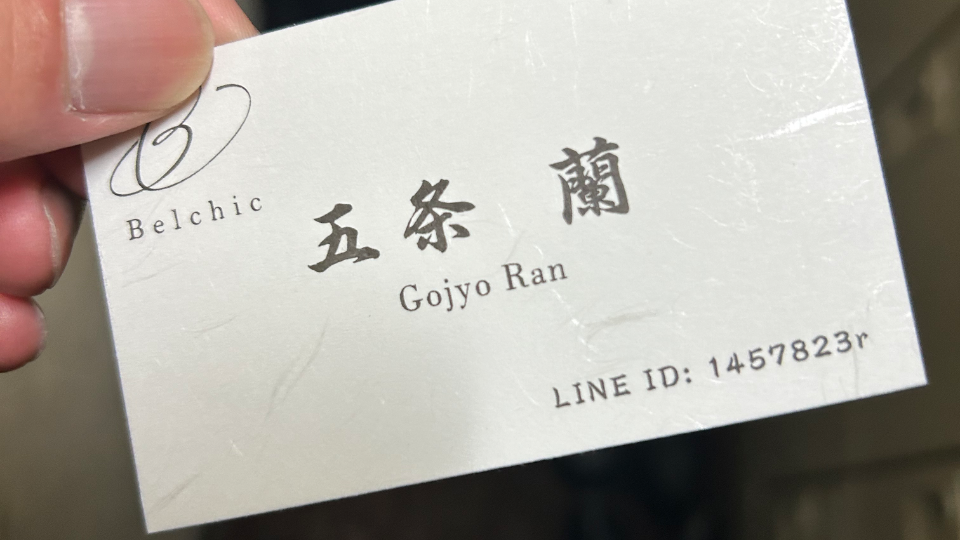 Belchic
五条 蘭
Gojyo Ran
LINE ID: 1457823r